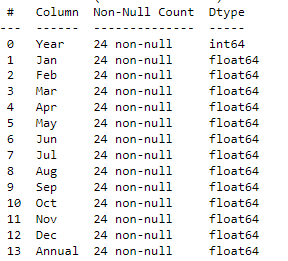 #   Column  Non-Null Count  Dtype
---  ------  --------------  -----
0   Year    24 non-null     int64
1   Jan     24 non-null     float64
2   Feb     24 non-null     float64
3   Mar     24 non-null     float64
4   Apr     24 non-null     float64
5   May     24 non-null     float64
6   Jun     24 non-null     float64
7   Jul     24 non-null     float64
8   Aug     24 non-null     float64
9   Sep     24 non-null     float64
10  Oct     24 non-null     float64
11  Nov     24 non-null     float64
12  Dec     24 non-null     float64
13  Annual  24 non-null     float64